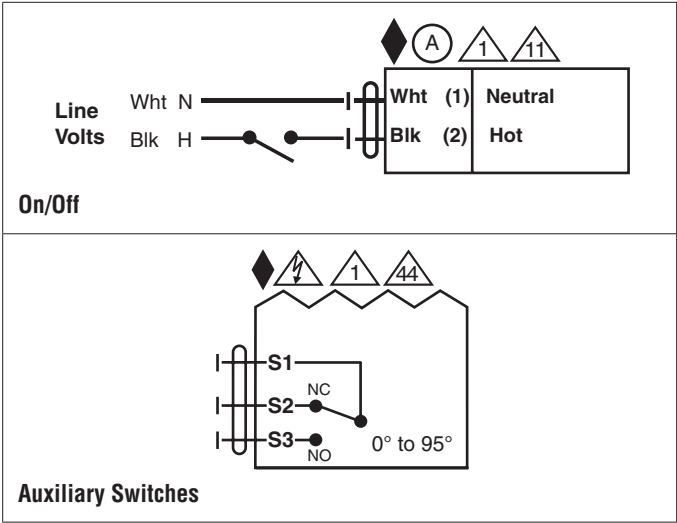 A 1 11
Line Volts
Wht N
Blk H
Wht (1) Neutral
Blk (2) Hot
On/Off
1 44
S1
S2 NC
S3 NO
0° to 95°
Auxiliary Switches